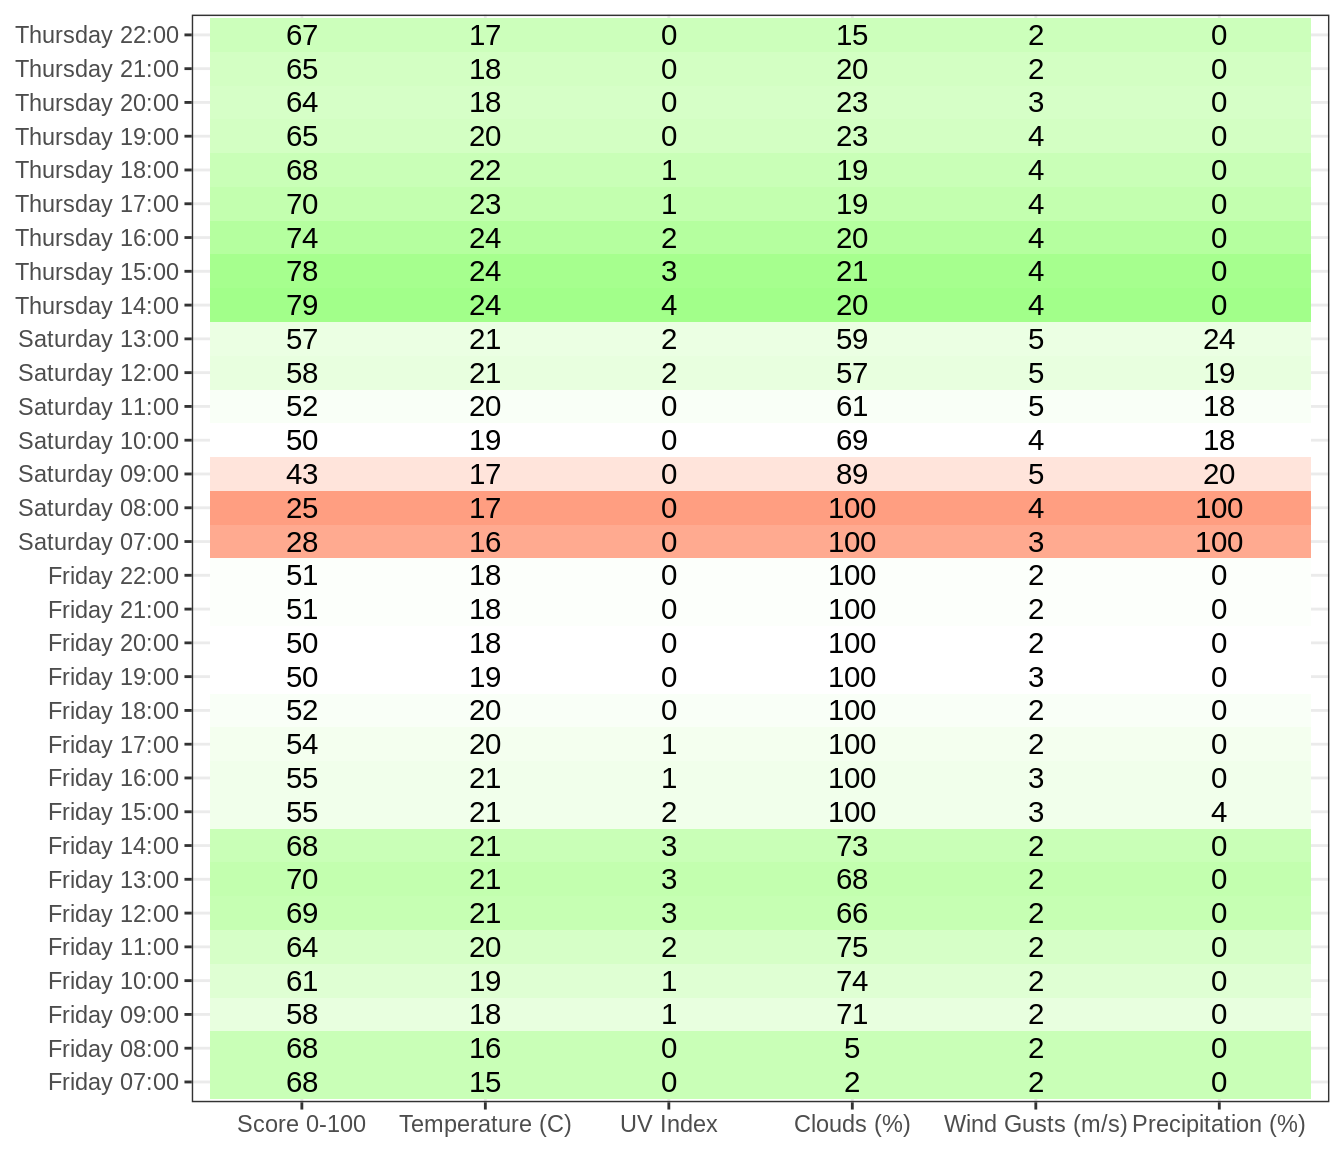 Thursday 22:00 67 17 0 15 2 0
Thursday 21:00 65 18 0 20 2 0
Thursday 20:00 64 18 0 23 3 0
Thursday 19:00 65 20 0 23 4 0
Thursday 18:00 68 22 1 19 4 0
Thursday 17:00 70 23 1 19 4 0
Thursday 16:00 74 24 2 20 4 0
Thursday 15:00 78 24 3 21 4 0
Thursday 14:00 79 24 4 20 4 0
Saturday 13:00 57 21 2 59 5 24
Saturday 12:00 58 21 2 57 5 19
Saturday 11:00 52 20 0 61 5 18
Saturday 10:00 50 19 0 69 4 18
Saturday 09:00 43 17 0 89 5 20
Saturday 08:00 25 17 0 100 4 100
Saturday 07:00 28 16 0 100 3 100
Friday 22:00 51 18 0 100 2 0
Friday 21:00 51 18 0 100 2 0
Friday 20:00 50 18 0 100 2 0
Friday 19:00 50 19 0 100 3 0
Friday 18:00 52 20 0 100 2 0
Friday 17:00 54 20 1 100 2 0
Friday 16:00 55 21 1 100 3 0
Friday 15:00 55 21 2 100 3 4
Friday 14:00 68 21 3 73 2 0
Friday 13:00 70 21 3 68 2 0
Friday 12:00 69 21 3 66 2 0
Friday 11:00 64 20 2 75 2 0
Friday 10:00 61 19 1 74 2 0
Friday 09:00 58 18 1 71 2 0
Friday 08:00 68 16 0 5 2 0
Friday 07:00 68 15 0 2 2 0
Score 0-100 Temperature (C) UV Index Clouds (%) Wind Gusts (m/s) Precipitation (%)